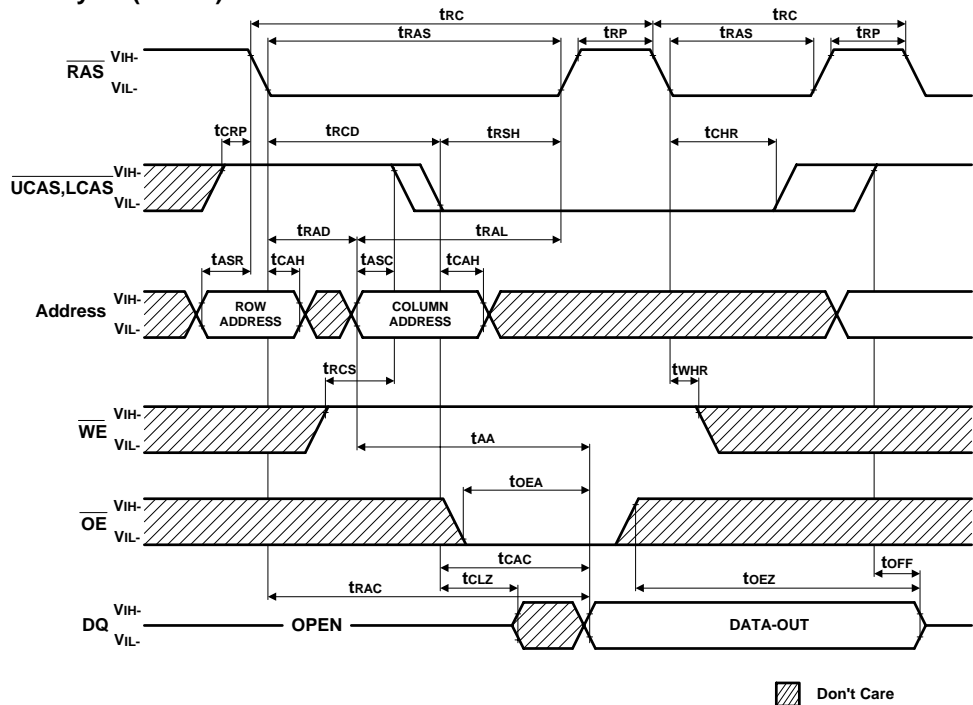 tRC tRC
tRAS tRP tRAS tRP
RAS VIH-
VIL-
tCRP tRCD tRSH tCHR
UCAS,LCAS VIH-
VIL-
tRAD tRAL
tASR tCAH tASC tCAH
Address VIH-
VIL-
ROW ADDRESS
COLUMN ADDRESS
tRCS tWHR
WE VIH-
VIL-
tAA
tOEA
OE VIH-
VIL-
tCAC tOFF
tCLZ tOEZ
tRAC
DQ VIH-
VIL-
OPEN DATA-OUT
Don't Care